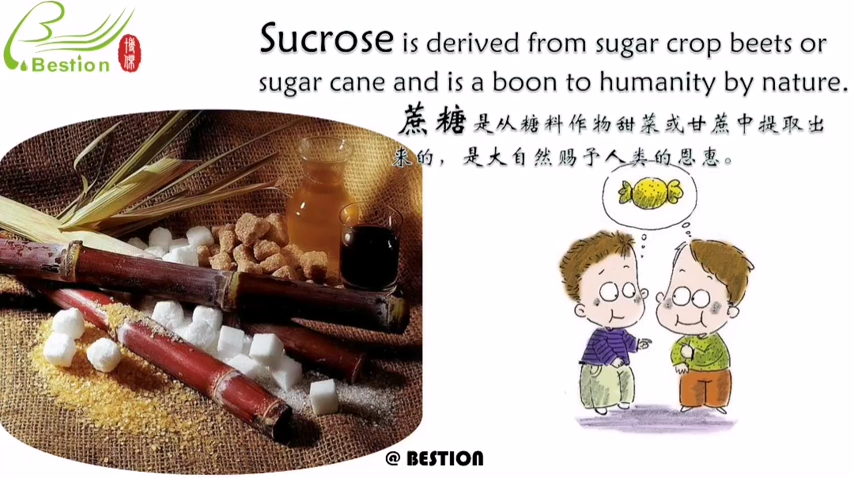 Bestion
Sucrose is derived from sugar crop beets or
sugar cane and is a boon to humanity by nature.
蔗糖是从糖料作物甜菜或甘蔗中提取出
来的，是大自然赐予人类的恩惠。
@ BESTION